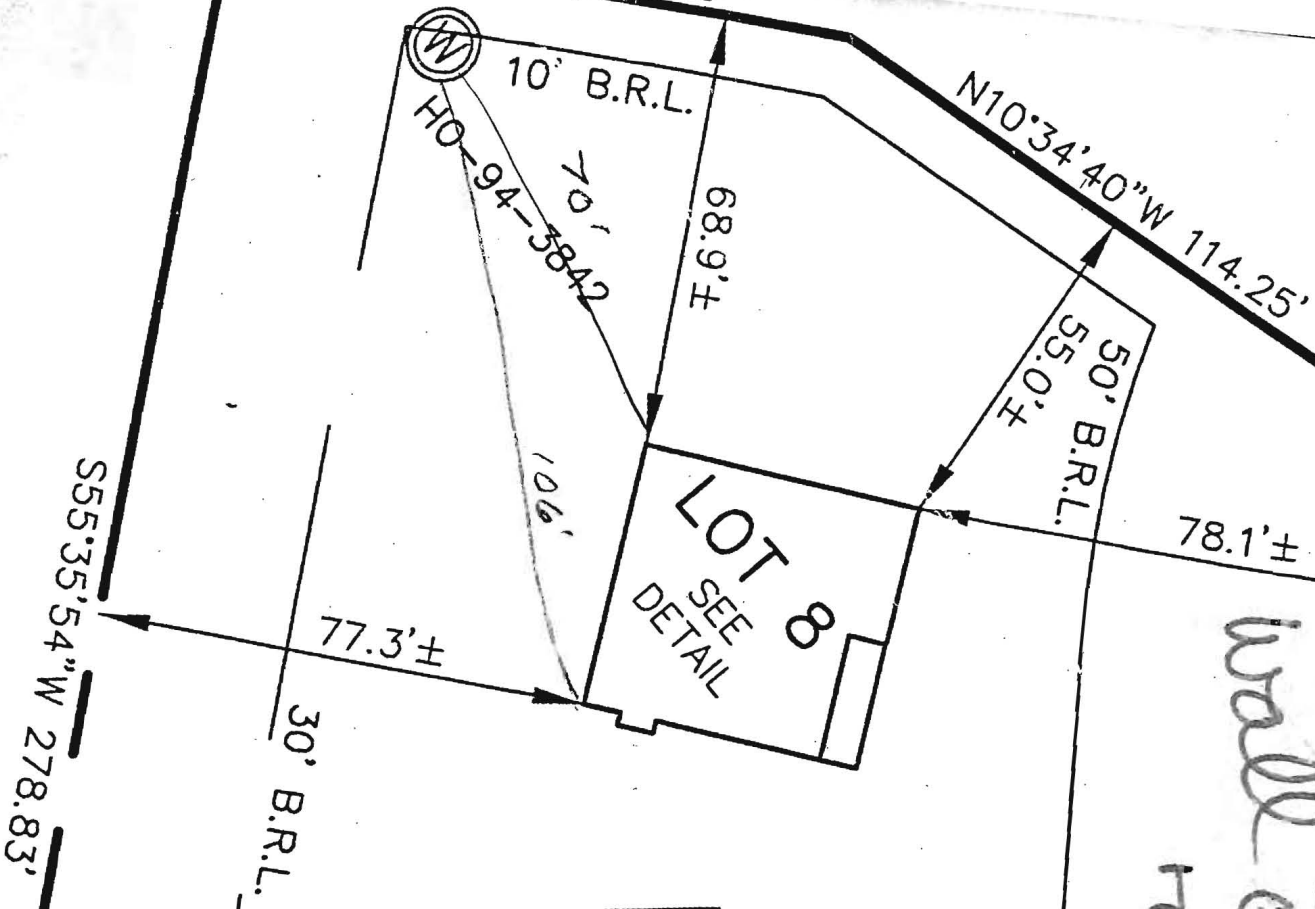 W
10' B.R.L.
HO-94-3842
70'
68.9'±
N10°34'40"W 114.25'
50' B.R.L.
55.0'±
78.1'±
106'
LOT 8
SEE
DETAIL
77.3'±
S55°35'54"W 278.83'
30' B.R.L.
Wall